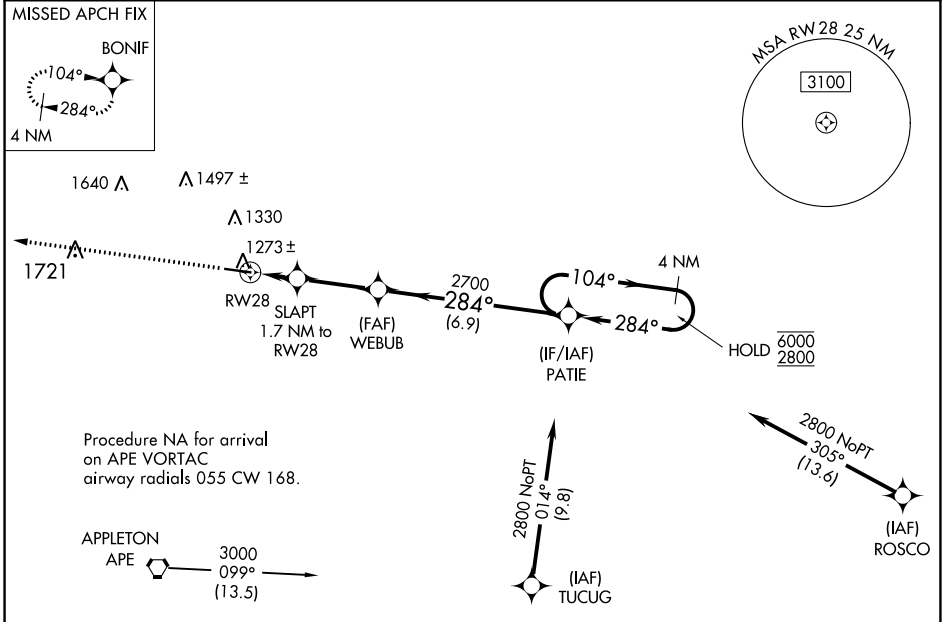 MISSED APCH FIX
BONIF
104°
284°
4 NM
MSA RW 28 25 NM
3100
1640
1497 ±
1330
1273 ±
1721
RW28
SLAPT
1.7 NM to
RW28
(FAF)
WEBUB
2700
284°
(6.9)
104°
4 NM
284°
(IF/IAF)
PATIE
HOLD
6000
2800
2800 NoPT
305°
(13.6)
(IAF)
ROSCO
Procedure NA for arrival
on APE VORTAC
airway radials 055 CW 168.
APPLETON
APE
3000
099°
(13.5)
2800 NoPT
014°
(9.8)
(IAF)
TUCUG